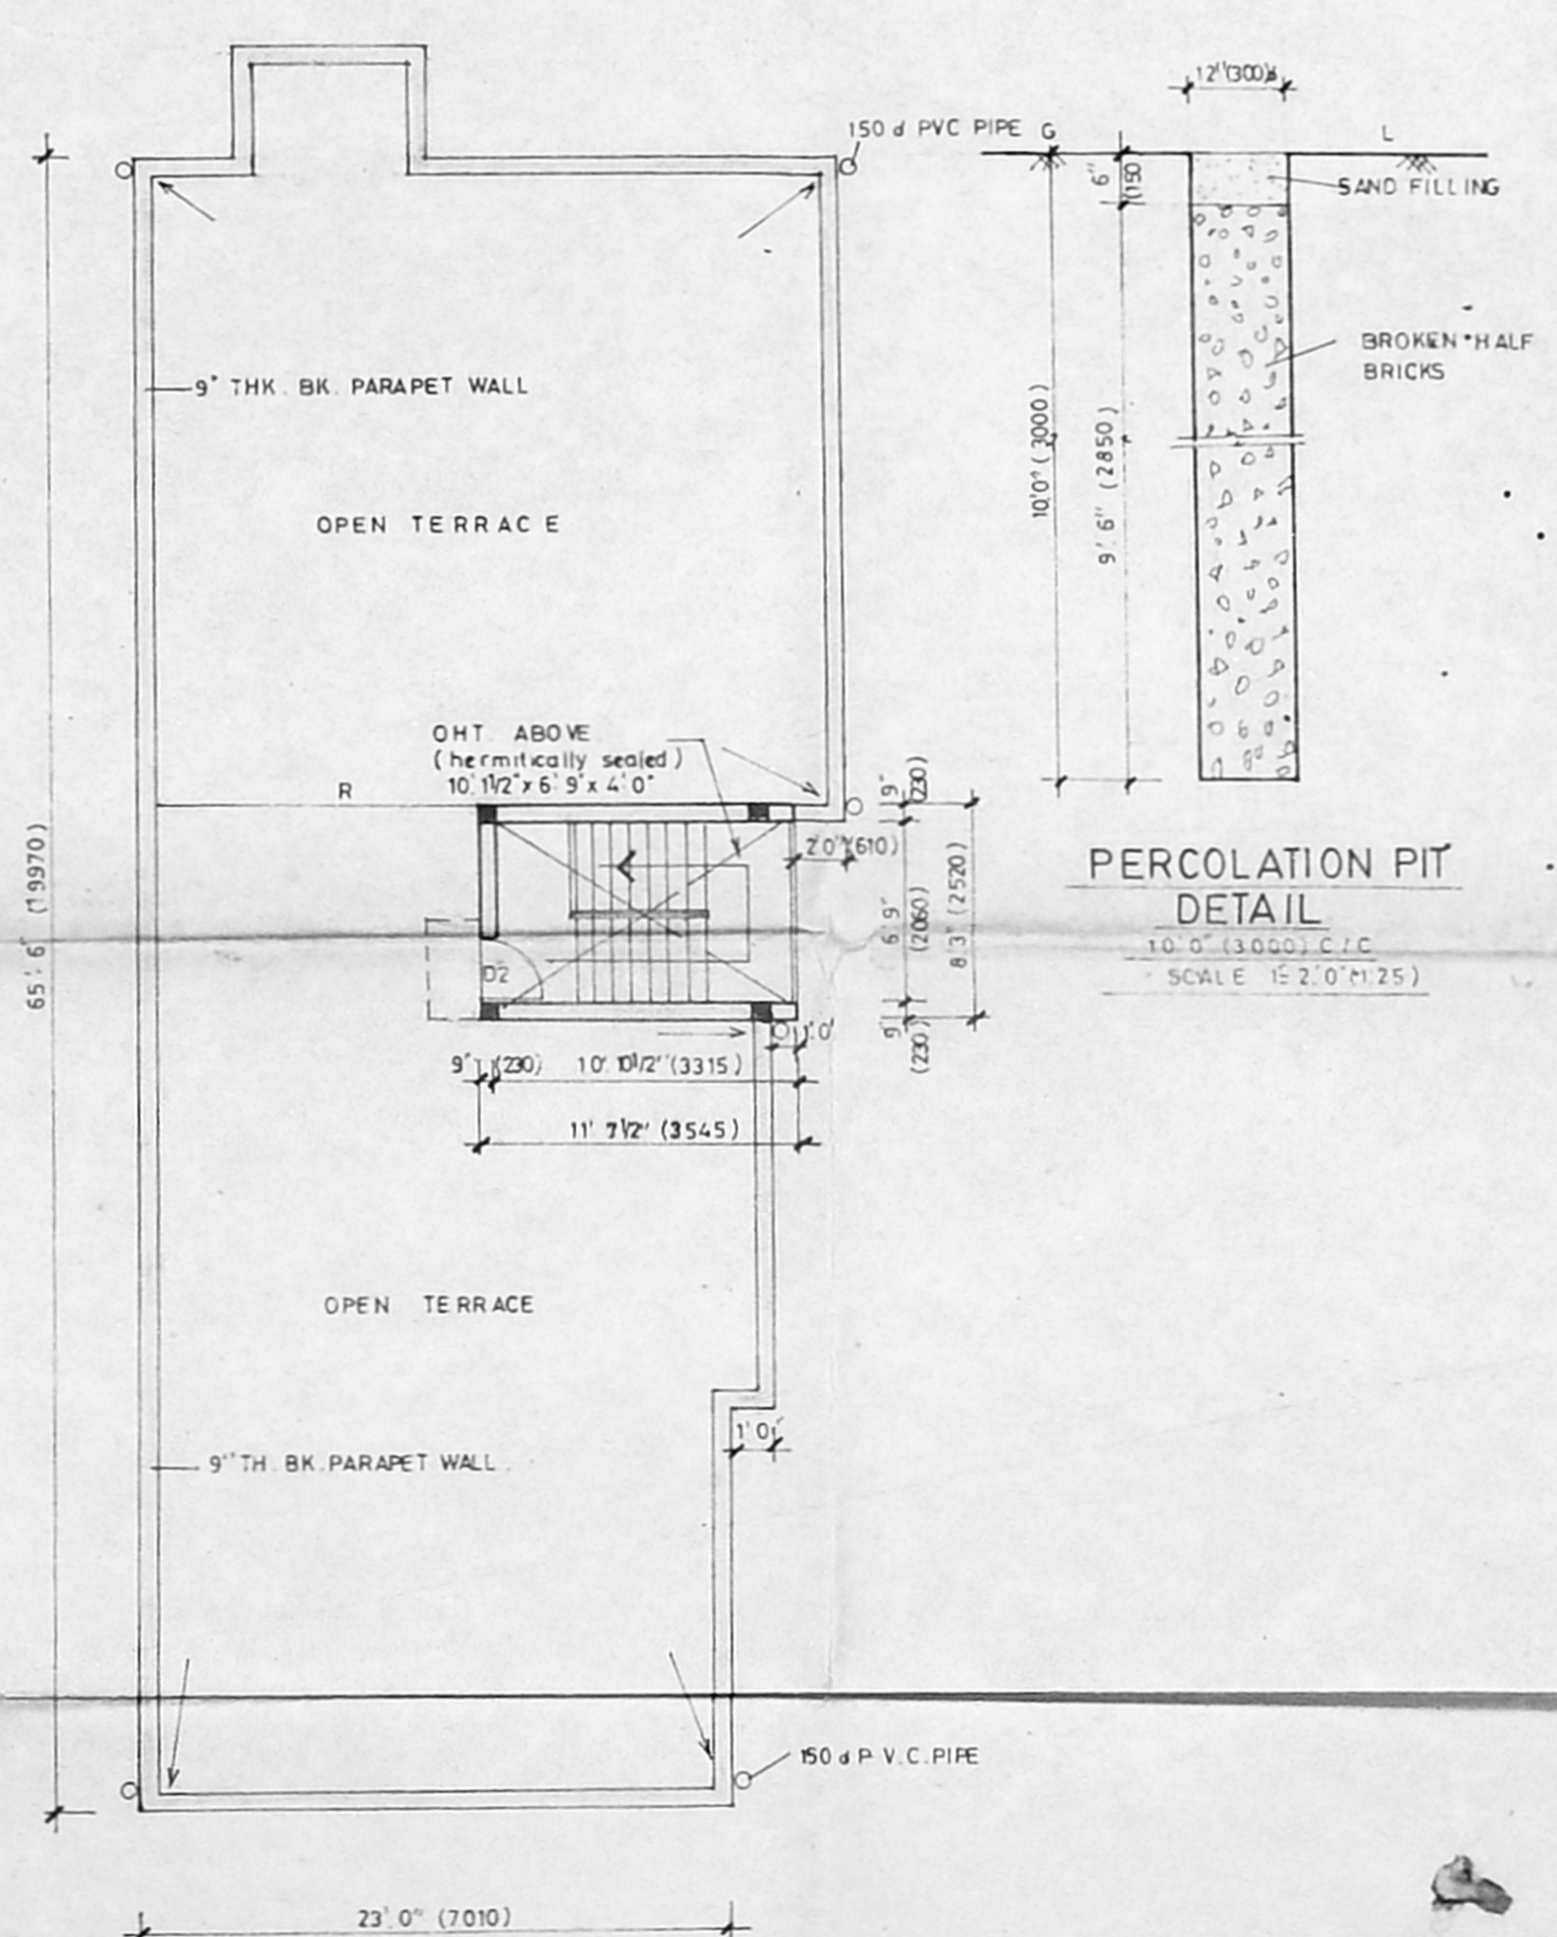 12"(300)
150 d PVC PIPE
G
L
6"
(150
SAND FILLING
BROKEN HALF
BRICKS
9" THK. BK. PARAPET WALL
10'.0" (3000)
9'.6" (2850)
OPEN TERRACE
OHT. ABOVE
(hermitically sealed)
10'.1 1/2" x 6'.9" x 4'.0"
R
9"
(230)
2'0" (610)
6'.9"
(2060)
8'.3" (2520)
PERCOLATION PIT
DETAIL
10'.0" (3000) C/C
SCALE 1"=2'.0" (1:25)
65'.6" (19970)
D2
1'.0"
9"
(230)
9" (230)
10'.10 1/2" (3315)
11'.7 1/2" (3545)
OPEN TERRACE
1'.0"
9" TH. BK. PARAPET WALL
150 d P.V.C. PIPE
23'.0" (7010)